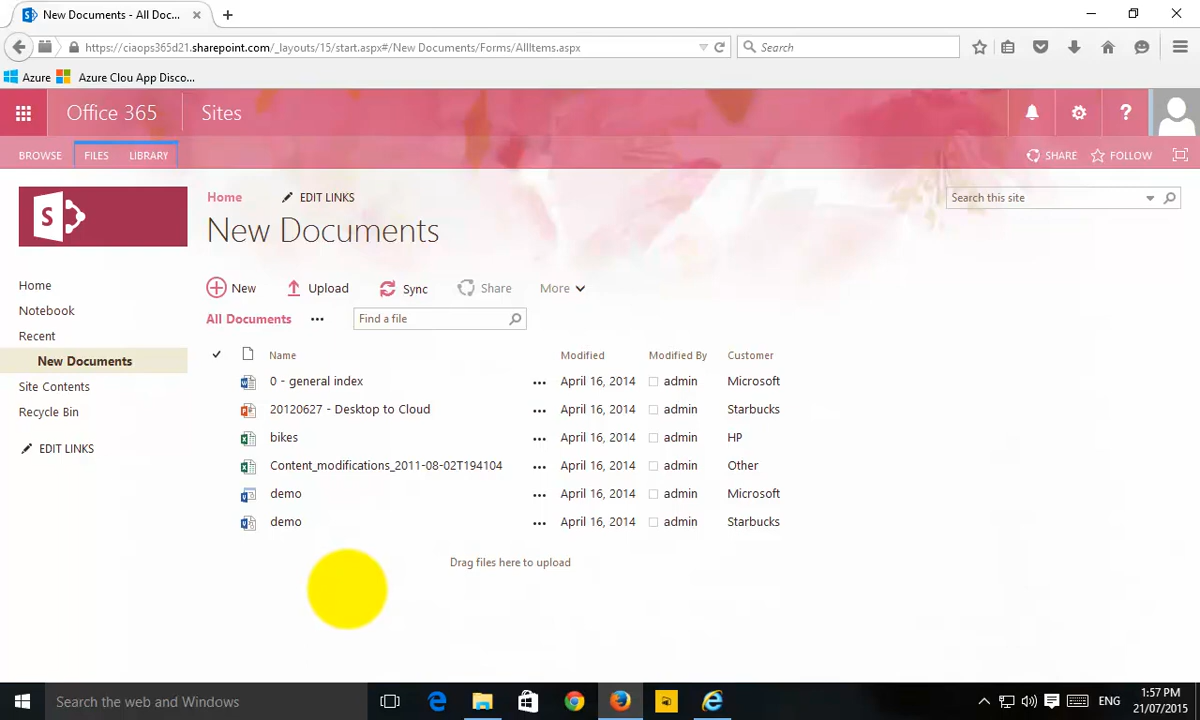 New Documents - All Doc...
https://ciaops365d21.sharepoint.com/_layouts/15/start.aspx#/New Documents/Forms/AllItems.aspx
Search
Azure
Azure Clou App Disco...
Office 365
Sites
?
BROWSE
FILES
LIBRARY
SHARE
FOLLOW
S
Home
EDIT LINKS
Search this site
New Documents
New
Upload
Sync
Share
More
All Documents
...
Find a file
Home
Notebook
Recent
New Documents
Site Contents
Recycle Bin
EDIT LINKS
Name Modified Modified By Customer
0 - general index ... April 16, 2014 admin Microsoft
20120627 - Desktop to Cloud ... April 16, 2014 admin Starbucks
bikes ... April 16, 2014 admin HP
Content_modifications_2011-08-02T194104 ... April 16, 2014 admin Other
demo ... April 16, 2014 admin Microsoft
demo ... April 16, 2014 admin Starbucks
Drag files here to upload
Search the web and Windows
ENG
1:57 PM
21/07/2015